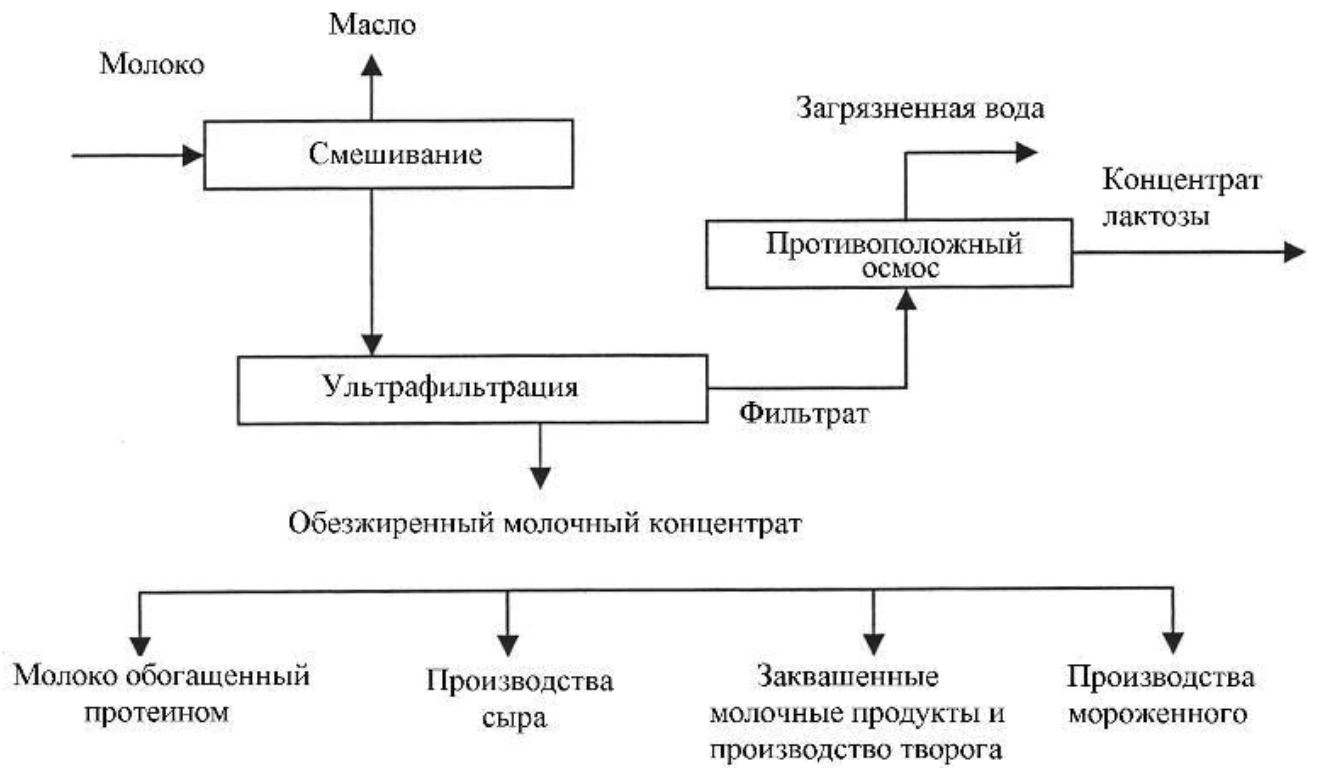 Масло
Молоко
Смешивание
Загрязненная вода
Концентрат
лактозы
Противоположный
осмос
Ультрафильтрация
Фильтрат
Обезжиренный молочный концентрат
Молоко обогащенный
протеином
Производства
сыра
Заквашенные
молочные продукты и
производство творога
Производства
мороженного